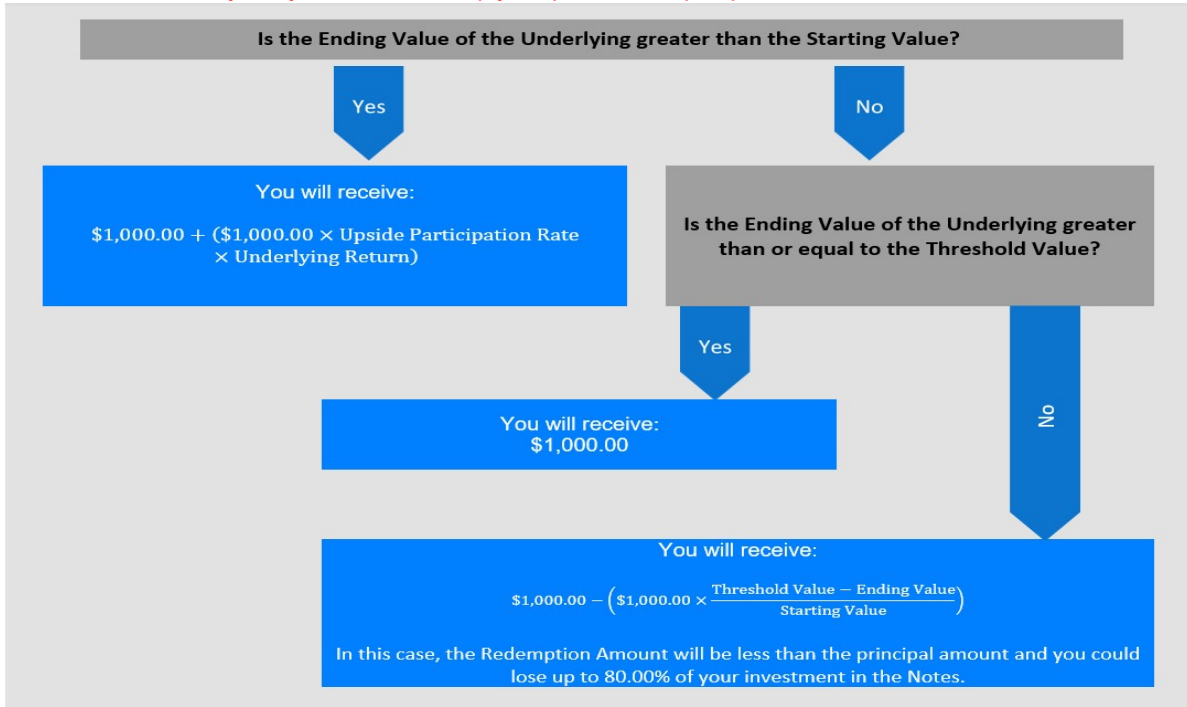 Is the Ending Value of the Underlying greater than the Starting Value?
Yes
No
You will receive:
$1,000.00 + ($1,000.00 × Upside Participation Rate
× Underlying Return)
Is the Ending Value of the Underlying greater
than or equal to the Threshold Value?
Yes
No
You will receive:
$1,000.00
You will receive:
$1,000.00 − ($1,000.00 × Threshold Value − Ending Value
Starting Value)
In this case, the Redemption Amount will be less than the principal amount and you could
lose up to 80.00% of your investment in the Notes.